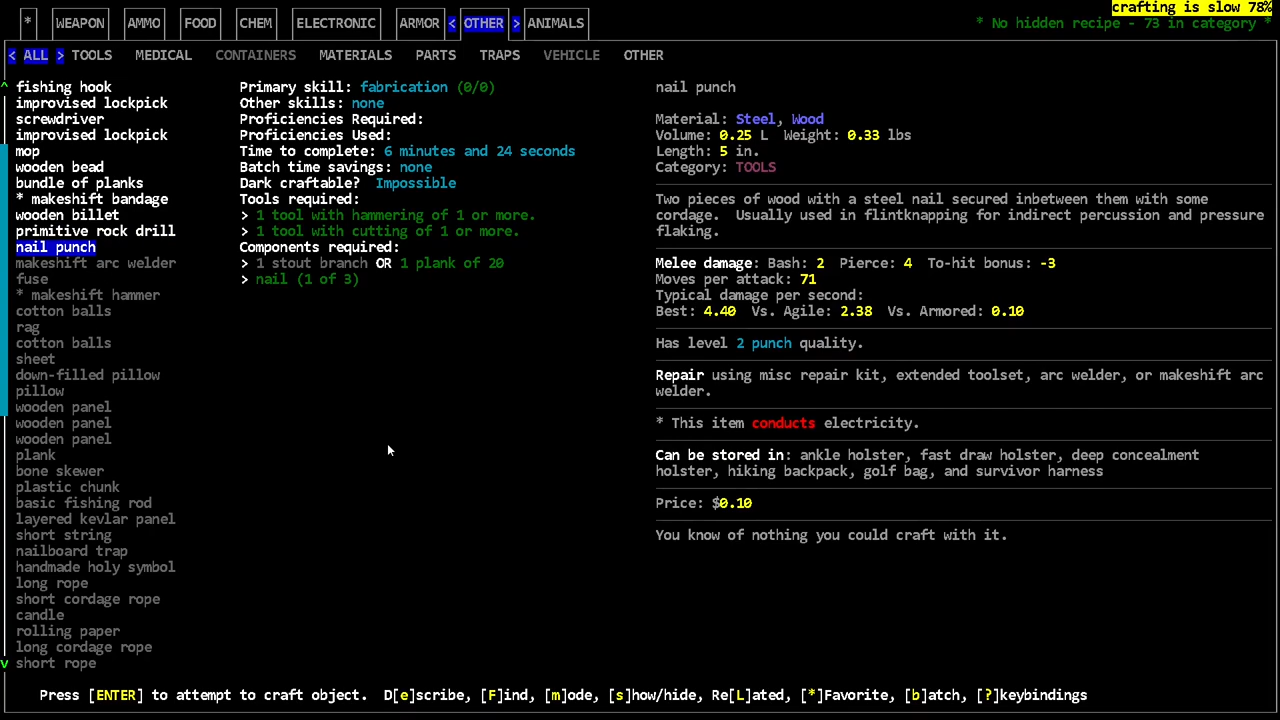 crafting is slow 78%
* WEAPON AMMO FOOD CHEM ELECTRONIC ARMOR < OTHER > ANIMALS
* No hidden recipe - 73 in category *
< ALL > TOOLS MEDICAL CONTAINERS MATERIALS PARTS TRAPS VEHICLE OTHER
^ fishing hook
improvised lockpick
screwdriver
improvised lockpick
mop
wooden bead
bundle of planks
* makeshift bandage
wooden billet
primitive rock drill
nail punch
makeshift arc welder
fuse
* makeshift hammer
cotton balls
rag
cotton balls
sheet
down-filled pillow
pillow
wooden panel
wooden panel
wooden panel
plank
bone skewer
plastic chunk
basic fishing rod
layered kevlar panel
short string
nailboard trap
handmade holy symbol
long rope
short cordage rope
candle
rolling paper
long cordage rope
v short rope
Primary skill: fabrication (0/0)
Other skills: none
Proficiencies Required:
Proficiencies Used:
Time to complete: 6 minutes and 24 seconds
Batch time savings: none
Dark craftable? Impossible
Tools required:
> 1 tool with hammering of 1 or more.
> 1 tool with cutting of 1 or more.
Components required:
> 1 stout branch OR 1 plank of 20
> nail (1 of 3)
nail punch
Material: Steel, Wood
Volume: 0.25 L Weight: 0.33 lbs
Length: 5 in.
Category: TOOLS
Two pieces of wood with a steel nail secured inbetween them with some
cordage. Usually used in flintknapping for indirect percussion and pressure
flaking.
Melee damage: Bash: 2 Pierce: 4 To-hit bonus: -3
Moves per attack: 71
Typical damage per second:
Best: 4.40 Vs. Agile: 2.38 Vs. Armored: 0.10
Has level 2 punch quality.
Repair using misc repair kit, extended toolset, arc welder, or makeshift arc
welder.
* This item conducts electricity.
Can be stored in: ankle holster, fast draw holster, deep concealment
holster, hiking backpack, golf bag, and survivor harness
Price: $0.10
You know of nothing you could craft with it.
Press [ENTER] to attempt to craft object. D[e]scribe, [F]ind, [m]ode, [s]how/hide, Re[L]ated, [*]Favorite, [b]atch, [?]keybindings